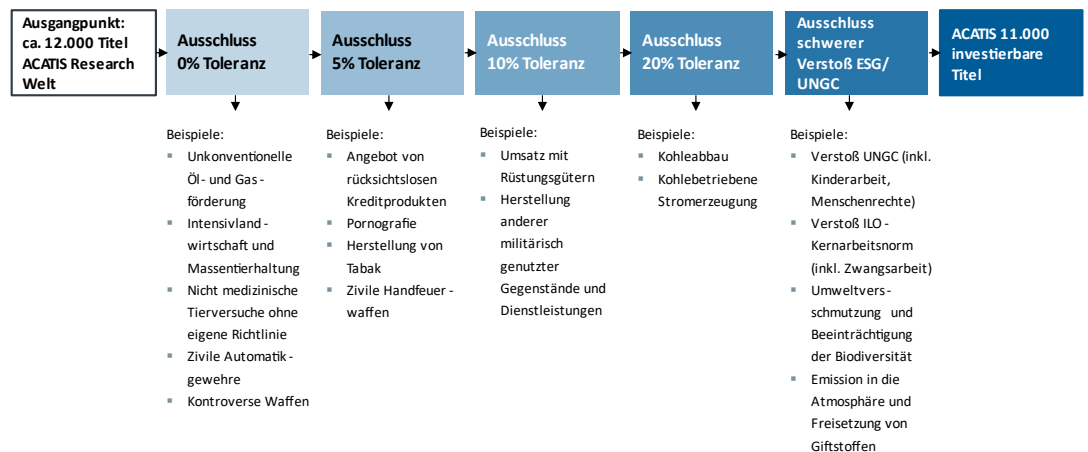 Ausgangpunkt:
ca. 12.000 Titel
ACATIS Research
Welt
Ausschluss
0% Toleranz
Ausschluss
5% Toleranz
Ausschluss
10% Toleranz
Ausschluss
20% Toleranz
Ausschluss
schwerer
Verstoß ESG/
UNGC
ACATIS 11.000
investierbare
Titel
Beispiele:
▪ Unkonventionelle
Öl- und Gas-
förderung
▪ Intensivland-
wirtschaft und
Massentierhaltung
▪ Nicht medizinische
Tierversuche ohne
eigene Richtlinie
▪ Zivile Automatik-
gewehre
▪ Kontroverse Waffen
Beispiele:
▪ Angebot von
rücksichtslosen
Kreditprodukten
▪ Pornografie
▪ Herstellung von
Tabak
▪ Zivile Handfeuer-
waffen
Beispiele:
▪ Umsatz mit
Rüstungsgütern
▪ Herstellung
anderer
militärisch
genutzter
Gegenstände und
Dienstleistungen
Beispiele:
▪ Kohleabbau
▪ Kohlebetriebene
Stromerzeugung
Beispiele:
▪ Verstoß UNGC (inkl.
Kinderarbeit,
Menschenrechte)
▪ Verstoß ILO-
Kernarbeitsnorm
(inkl. Zwangsarbeit)
▪ Umweltvers-
schmutzung und
Beeinträchtigung
der Biodiversität
▪ Emission in die
Atmosphäre und
Freisetzung von
Giftstoffen